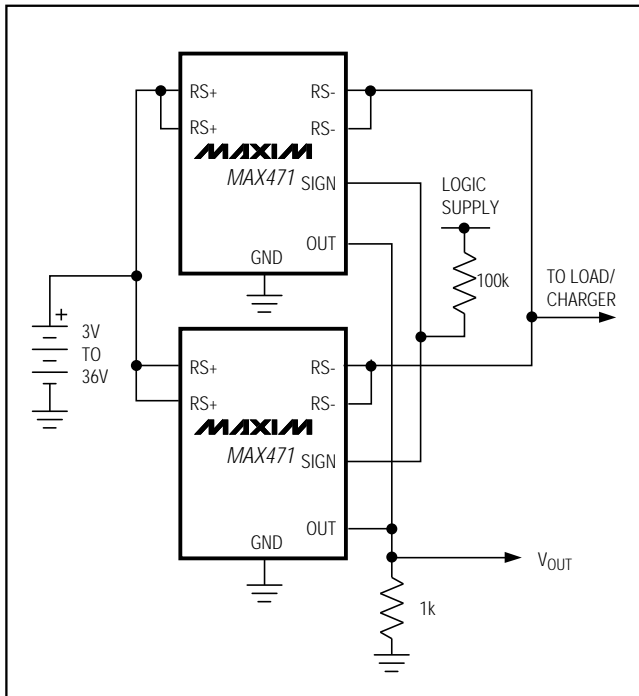 RS+
RS-
RS+
RS-
MAXIM
MAX471
SIGN
OUT
GND
LOGIC
SUPPLY
100k
TO LOAD/
CHARGER
+
3V
TO
36V
RS+
RS-
RS+
RS-
MAXIM
MAX471
SIGN
OUT
GND
VOUT
1k